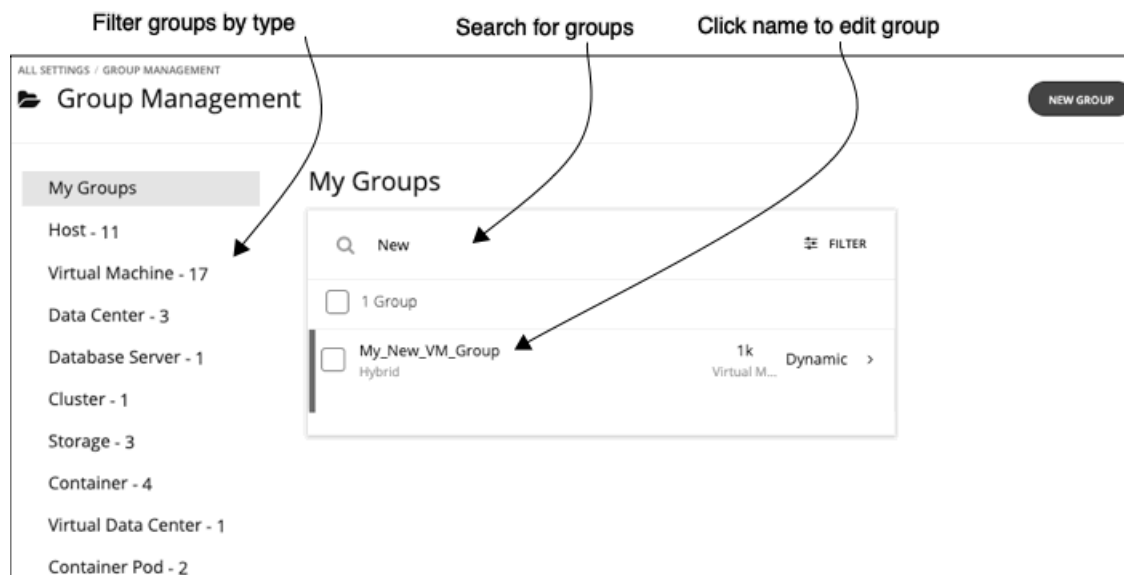 Filter groups by type
Search for groups
Click name to edit group
ALL SETTINGS / GROUP MANAGEMENT
Group Management
NEW GROUP
My Groups
Host - 11
Virtual Machine - 17
Data Center - 3
Database Server - 1
Cluster - 1
Storage - 3
Container - 4
Virtual Data Center - 1
Container Pod - 2
My Groups
New
FILTER
1 Group
My_New_VM_Group
Hybrid
1k
Virtual M...
Dynamic >